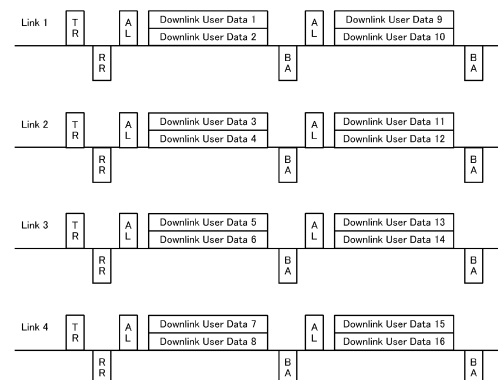 Link 1
T
R
A
L
Downlink User Data 1
Downlink User Data 2
A
L
Downlink User Data 9
Downlink User Data 10
R
R
B
A
B
A
Link 2
T
R
A
L
Downlink User Data 3
Downlink User Data 4
A
L
Downlink User Data 11
Downlink User Data 12
R
R
B
A
B
A
Link 3
T
R
A
L
Downlink User Data 5
Downlink User Data 6
A
L
Downlink User Data 13
Downlink User Data 14
R
R
B
A
B
A
Link 4
T
R
A
L
Downlink User Data 7
Downlink User Data 8
A
L
Downlink User Data 15
Downlink User Data 16
R
R
B
A
B
A